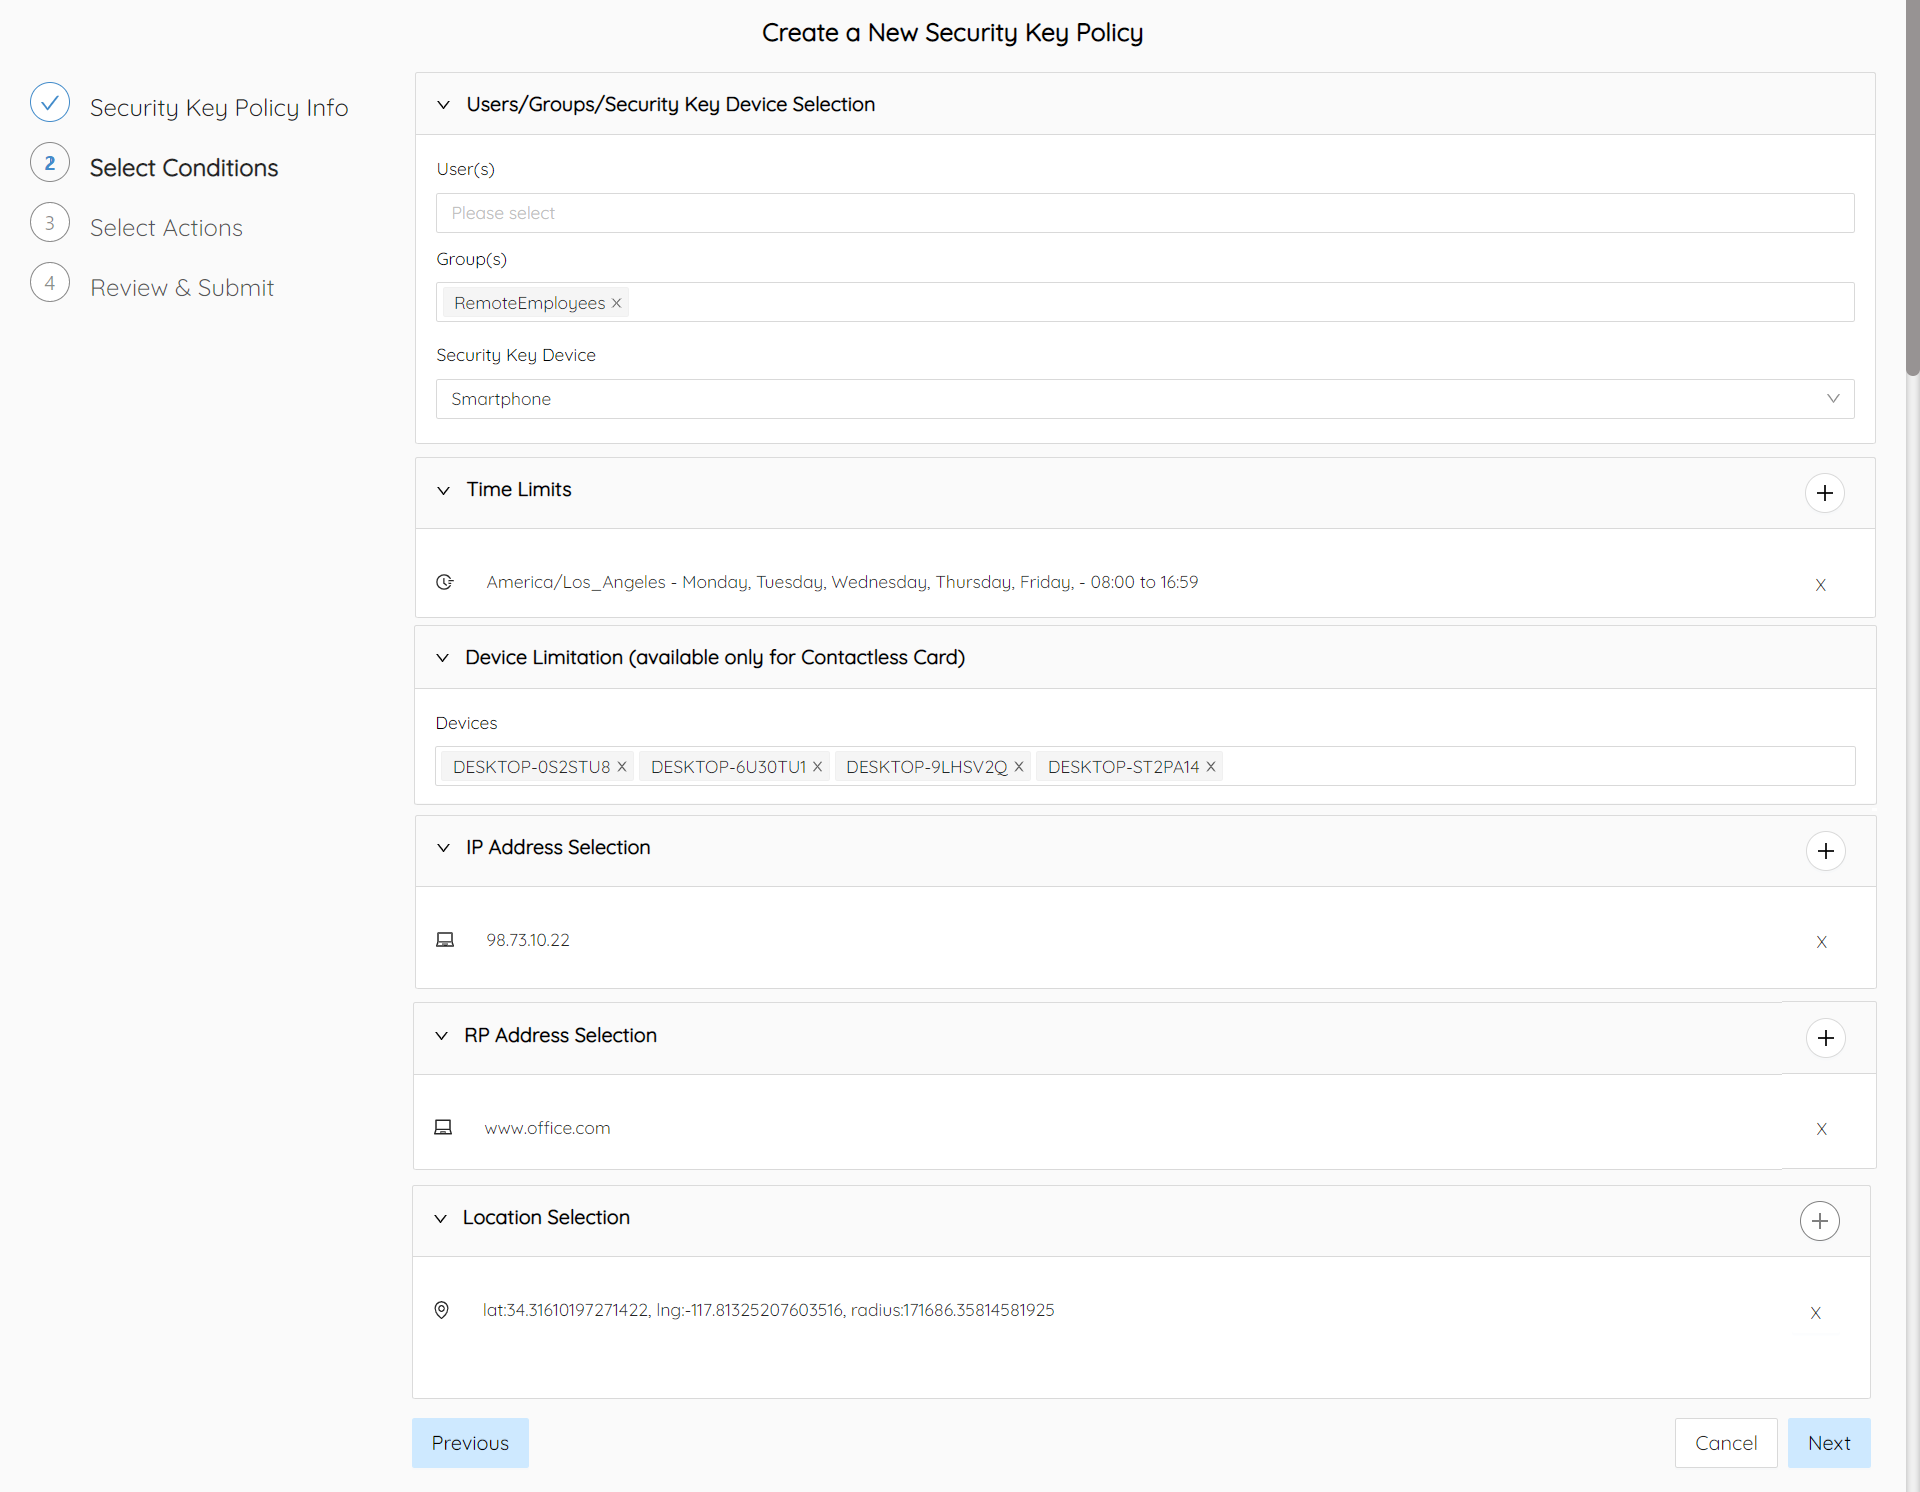 Create a New Security Key Policy
Security Key Policy Info
2 Select Conditions
3 Select Actions
4 Review & Submit
Users/Groups/Security Key Device Selection
User(s)
Please select
Group(s)
RemoteEmployees X
Security Key Device
Smartphone
Time Limits
America/Los_Angeles - Monday, Tuesday, Wednesday, Thursday, Friday, - 08:00 to 16:59 X
Device Limitation (available only for Contactless Card)
Devices
DESKTOP-0S2STU8 X DESKTOP-6U30TU1 X DESKTOP-9LHSV2Q X DESKTOP-ST2PA14 X
IP Address Selection
98.73.10.22 X
RP Address Selection
www.office.com X
Location Selection
lat:34.31610197271422, lng:-117.81325207603516, radius:171686.35814581925 X
Previous Cancel Next